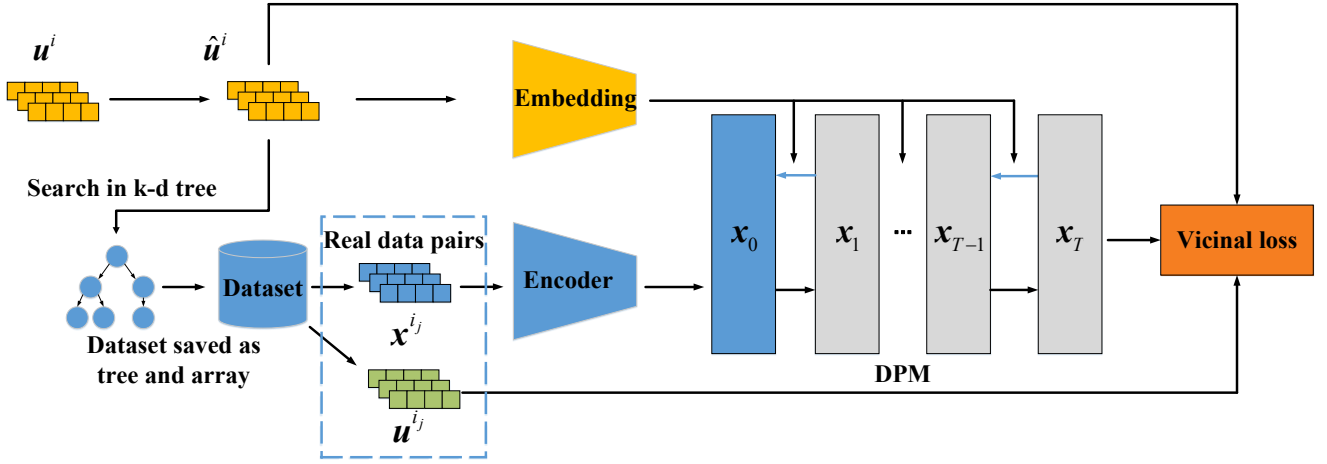 u^i
û^i
Embedding
Search in k-d tree
Real data pairs
Dataset
Encoder
x_0
x_1
...
x_{T-1}
x_T
Vicinal loss
x^{i_j}
Dataset saved as
tree and array
DPM
u^{i_j}